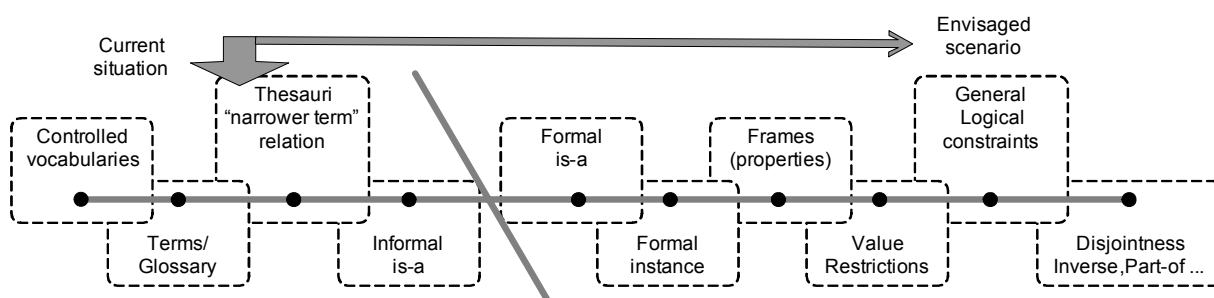 Current
situation
Envisaged
scenario
Controlled
vocabularies
Terms/
Glossary
Thesauri
“narrower term”
relation
Informal
is-a
Formal
is-a
Formal
instance
Frames
(properties)
Value
Restrictions
General
Logical
constraints
Disjointness
Inverse,Part-of ...